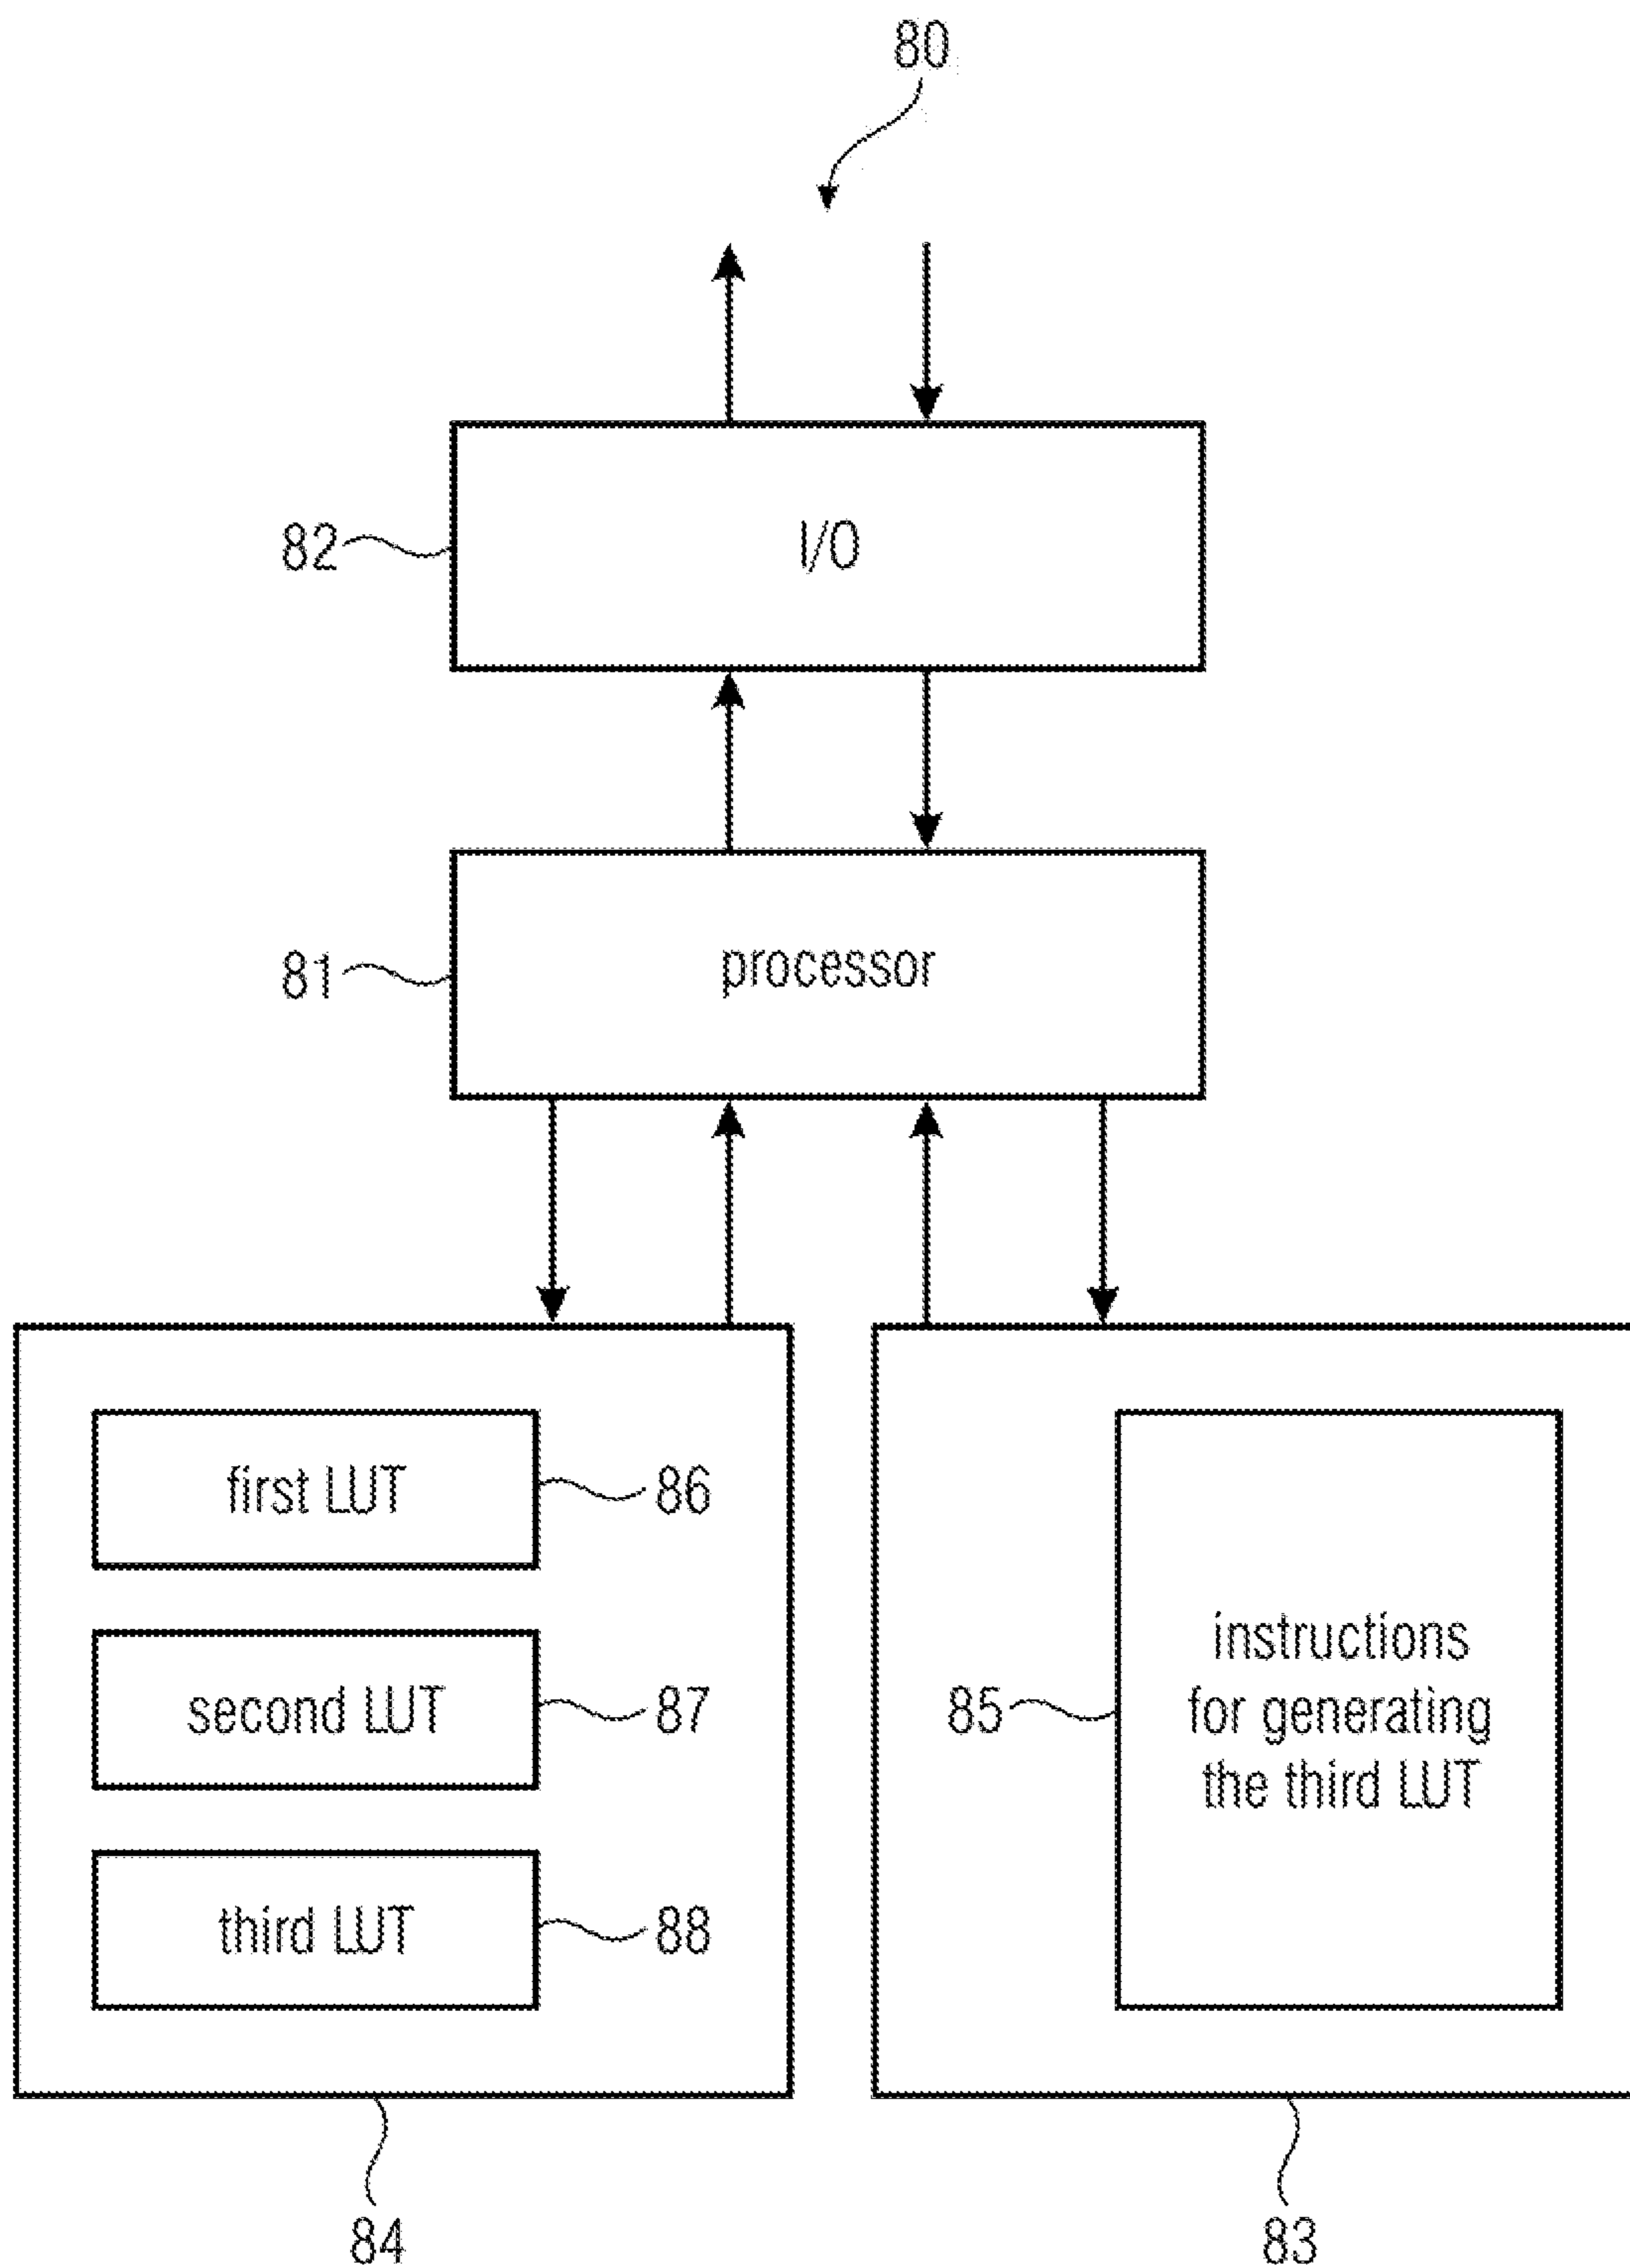 80
82
I/O
81
processor
first LUT
86
second LUT
87
third LUT
88
85
instructions
for generating
the third LUT
84
83